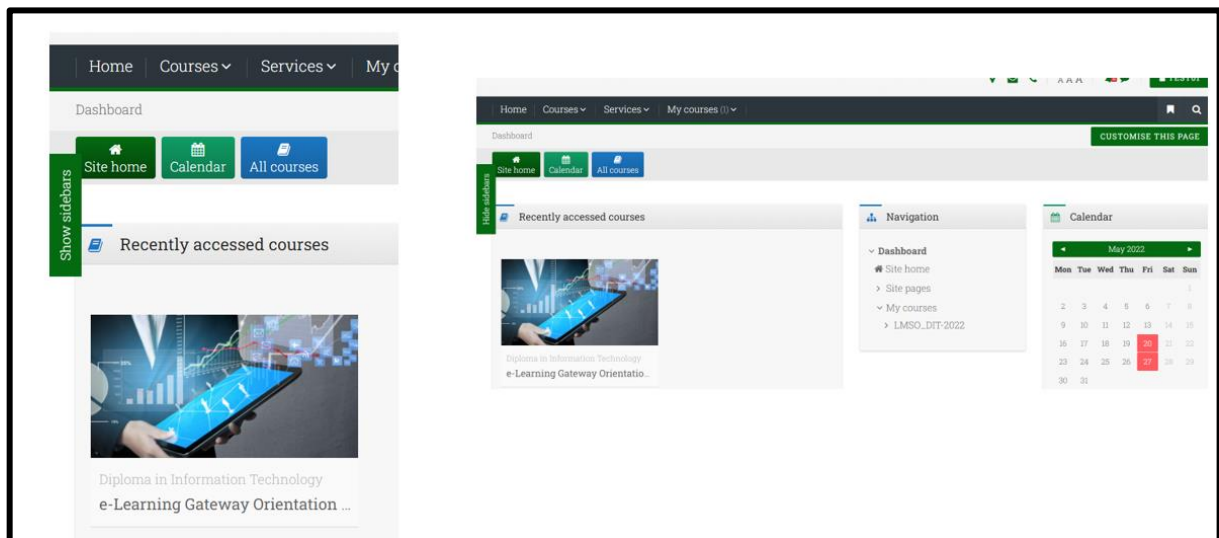 Home Courses Services
Dashboard
Site home Calendar All courses
Show sidebars
Recently accessed courses
Diploma in Information Technology
e-Learning Gateway Orientation ...
A A A
Home Courses Services My courses (1)
Dashboard CUSTOMISE THIS PAGE
Site home Calendar All courses
Hide sidebars
Recently accessed courses
Diploma in Information Technology
e-Learning Gateway Orientatio...
Navigation
Dashboard
Site home
Site pages
My courses
LMSO_DIT-2022
Calendar
May 2022
Mon Tue Wed Thu Fri Sat Sun
1
2 3 4 5 6 7 8
9 10 11 12 13 14 15
16 17 18 19 20 21 22
23 24 25 26 27 28 29
30 31